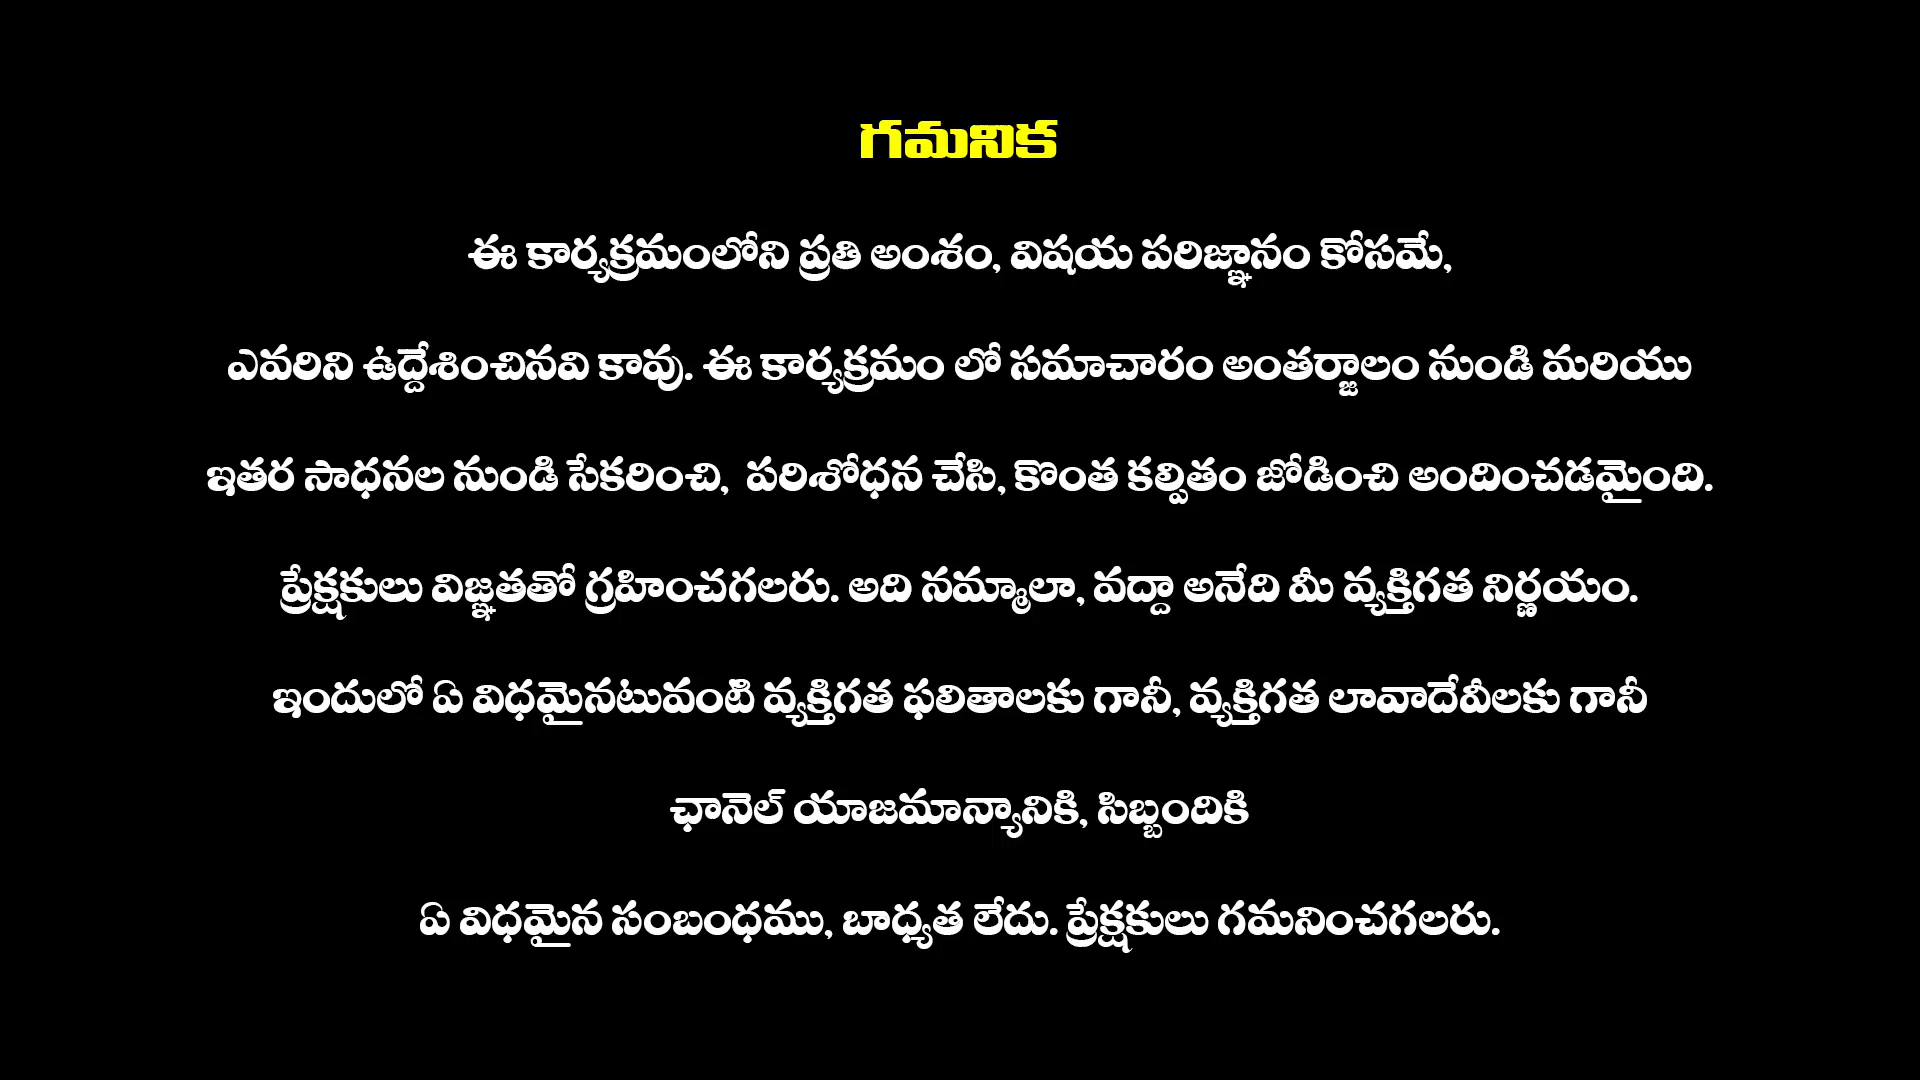 గమనిక
ఈ కార్యక్రమంలోని ప్రతి అంశం, విషయ పరిజ్ఞానం కోసమే,
ఎవరిని ఉద్దేశించినవి కావు. ఈ కార్యక్రమం లో సమాచారం అంతర్జాలం నుండి మరియు
ఇతర సాధనల నుండి సేకరించి, పరిశోధన చేసి, కొంత కల్పితం జోడించి అందించడమైంది.
ప్రేక్షకులు విజ్ఞతతో గ్రహించగలరు. అది నమ్మాలా, వద్దా అనేది మీ వ్యక్తిగత నిర్ణయం.
ఇందులో ఏ విధమైనటువంటి వ్యక్తిగత ఫలితాలకు గానీ, వ్యక్తిగత లావాదేవీలకు గానీ
ఛానెల్ యాజమాన్యానికి, సిబ్బందికి
ఏ విధమైన సంబంధము, బాధ్యత లేదు. ప్రేక్షకులు గమనించగలరు.